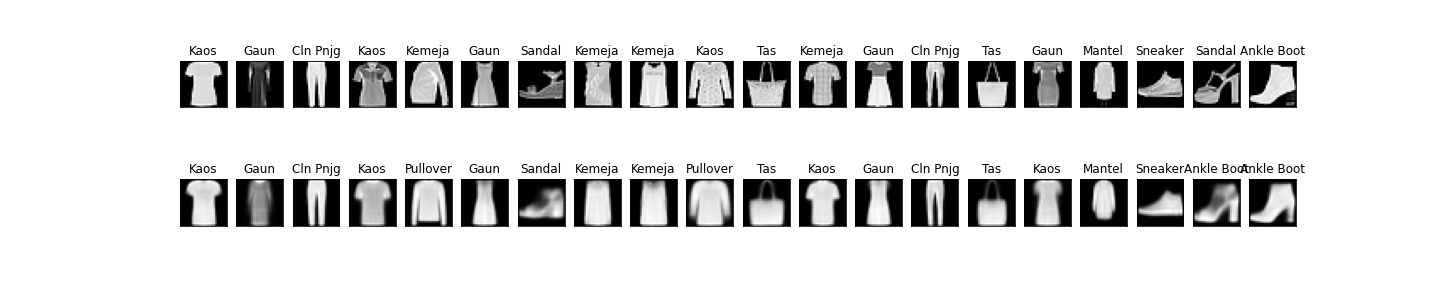 Kaos Gaun Cln Pnjg Kaos Kemeja Gaun Sandal Kemeja Kemeja Kaos Tas Kemeja Gaun Cln Pnjg Tas Gaun Mantel Sneaker Sandal Ankle Boot
Kaos Gaun Cln Pnjg Kaos Pullover Gaun Sandal Kemeja Kemeja Pullover Tas Kaos Gaun Cln Pnjg Tas Kaos Mantel Sneaker Ankle Boot Ankle Boot